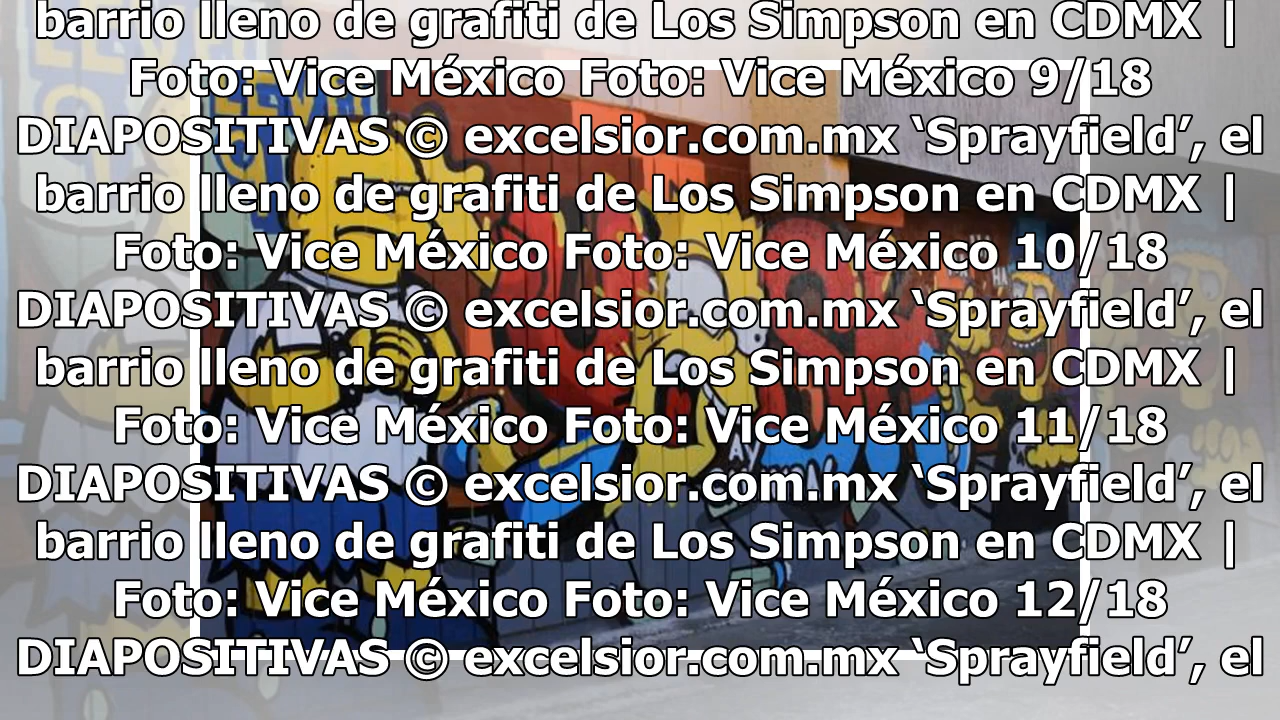 barrio lleno de grafiti de Los Simpson en CDMX |
Foto: Vice México Foto: Vice México 9/18
DIAPOSITIVAS © excelsior.com.mx ‘Sprayfield’, el
barrio lleno de grafiti de Los Simpson en CDMX |
Foto: Vice México Foto: Vice México 10/18
DIAPOSITIVAS © excelsior.com.mx ‘Sprayfield’, el
barrio lleno de grafiti de Los Simpson en CDMX |
Foto: Vice México Foto: Vice México 11/18
DIAPOSITIVAS © excelsior.com.mx ‘Sprayfield’, el
barrio lleno de grafiti de Los Simpson en CDMX |
Foto: Vice México Foto: Vice México 12/18
DIAPOSITIVAS © excelsior.com.mx ‘Sprayfield’, el
HA
AY